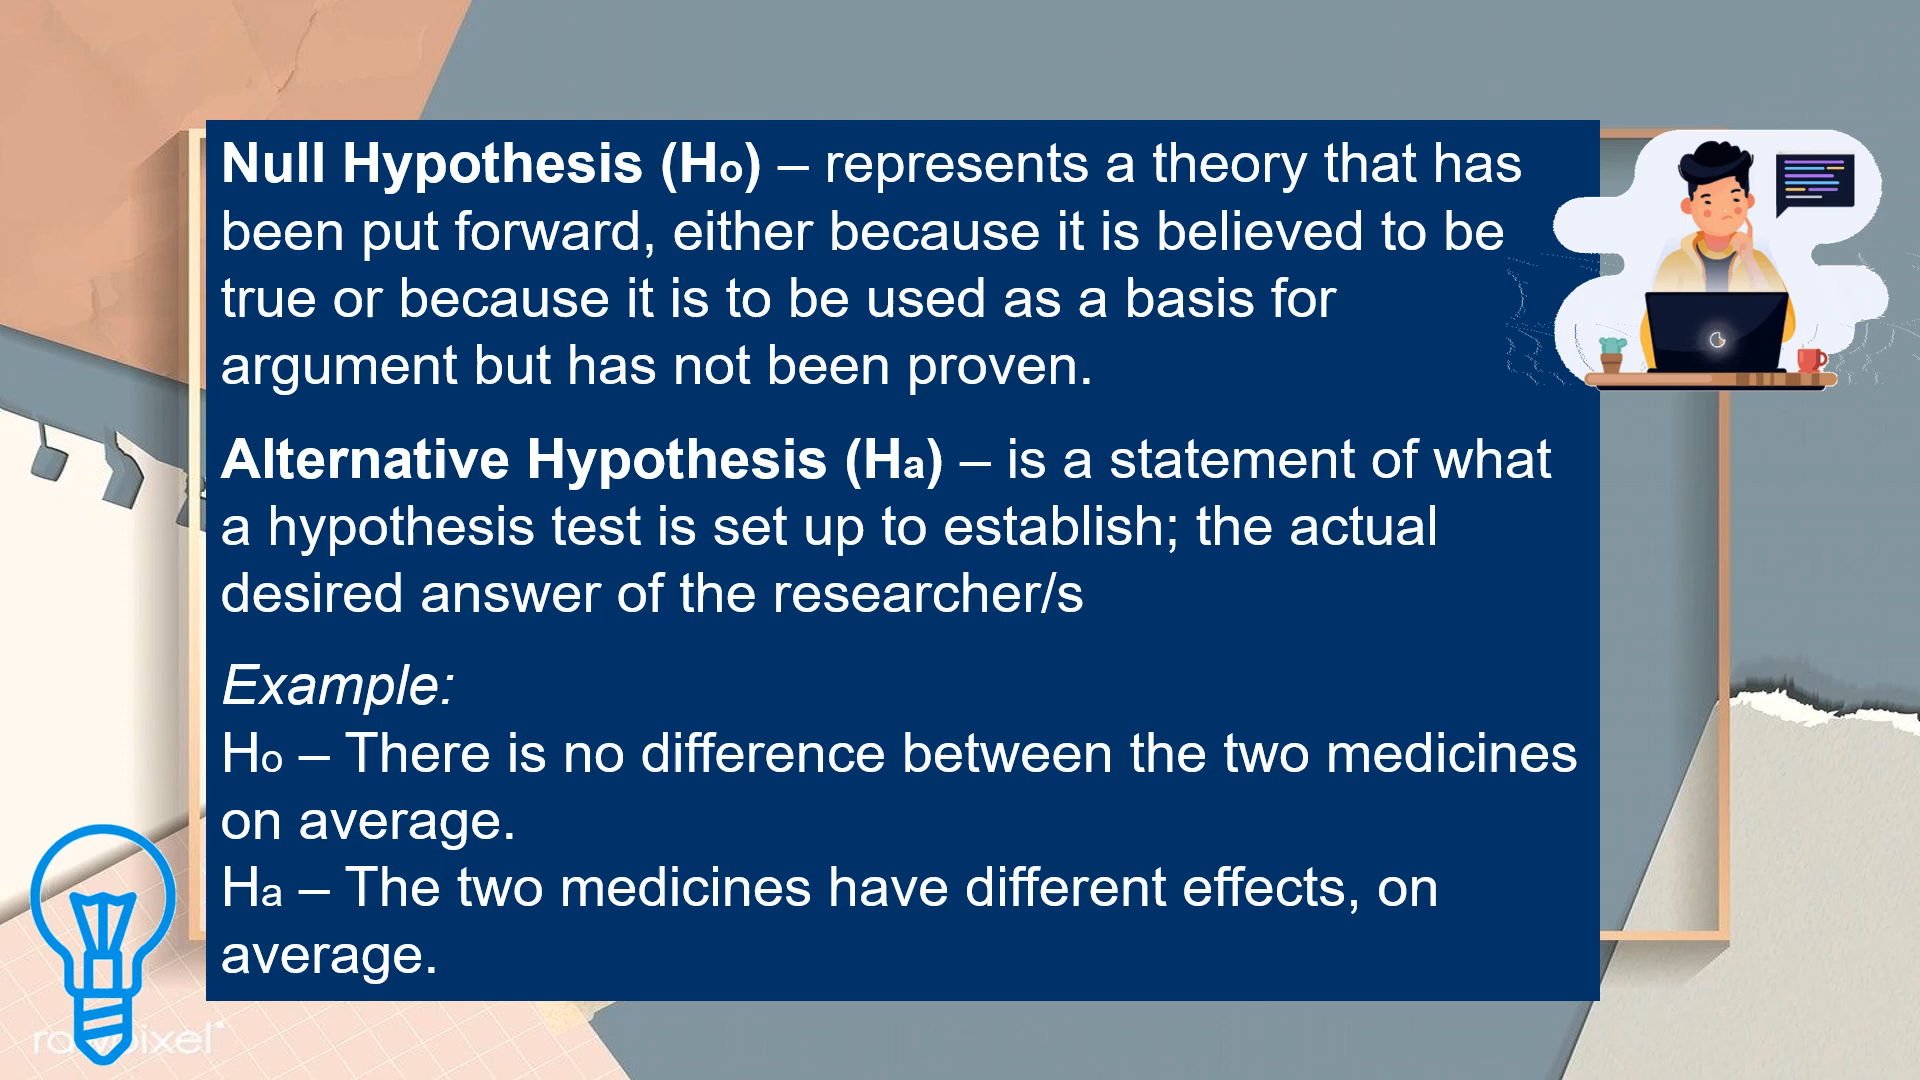 Null Hypothesis (Ho) – represents a theory that has
been put forward, either because it is believed to be
true or because it is to be used as a basis for
argument but has not been proven.
Alternative Hypothesis (Ha) – is a statement of what
a hypothesis test is set up to establish; the actual
desired answer of the researcher/s
Example:
Ho – There is no difference between the two medicines
on average.
Ha – The two medicines have different effects, on
average.